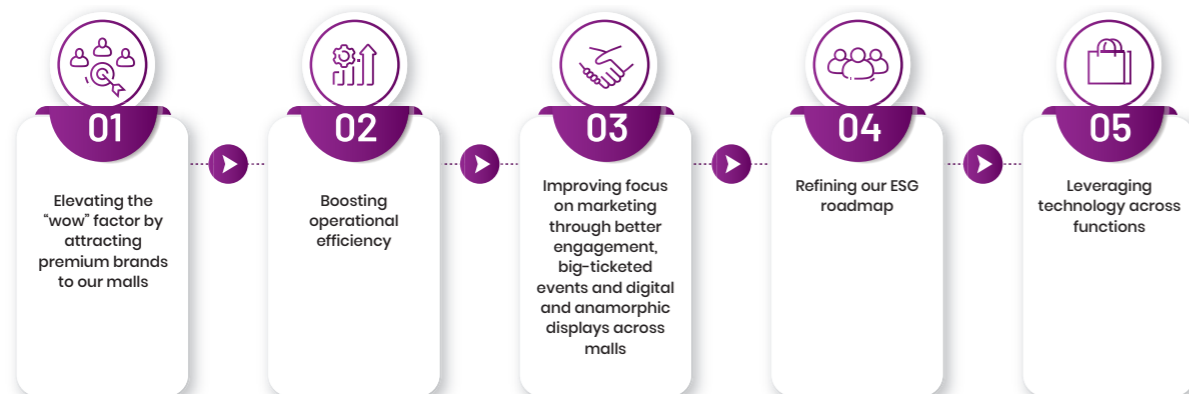 01
Elevating the
“wow” factor by
attracting
premium brands
to our malls
02
Boosting
operational
efficiency
03
Improving focus
on marketing
through better
engagement,
big-ticketed
events and digital
and anamorphic
displays across
malls
04
Refining our ESG
roadmap
05
Leveraging
technology across
functions